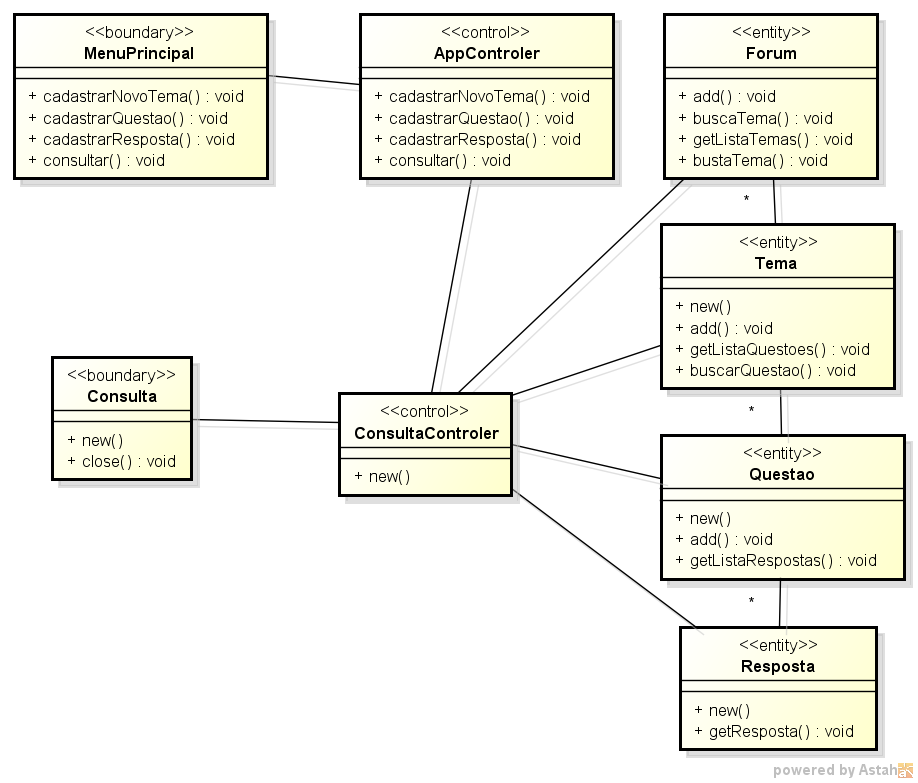 <<boundary>>
MenuPrincipal
+ cadastrarNovoTema() : void
+ cadastrarQuestao() : void
+ cadastrarResposta() : void
+ consultar() : void
<<control>>
AppControler
+ cadastrarNovoTema() : void
+ cadastrarQuestao() : void
+ cadastrarResposta() : void
+ consultar() : void
<<entity>>
Forum
+ add() : void
+ buscaTema() : void
+ getListaTemas() : void
+ bustaTema() : void
*
<<entity>>
Tema
+ new()
+ add() : void
+ getListaQuestoes() : void
+ buscarQuestao() : void
*
<<boundary>>
Consulta
+ new()
+ close() : void
<<control>>
ConsultaControler
+ new()
<<entity>>
Questao
+ new()
+ add() : void
+ getListaRespostas() : void
*
<<entity>>
Resposta
+ new()
+ getResposta() : void
powered by Astah